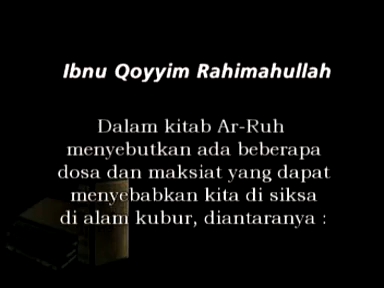 Ibnu Qoyyim Rahimahullah
Dalam kitab Ar-Ruh
menyebutkan ada beberapa
dosa dan maksiat yang dapat
menyebabkan kita di siksa
di alam kubur, diantaranya :